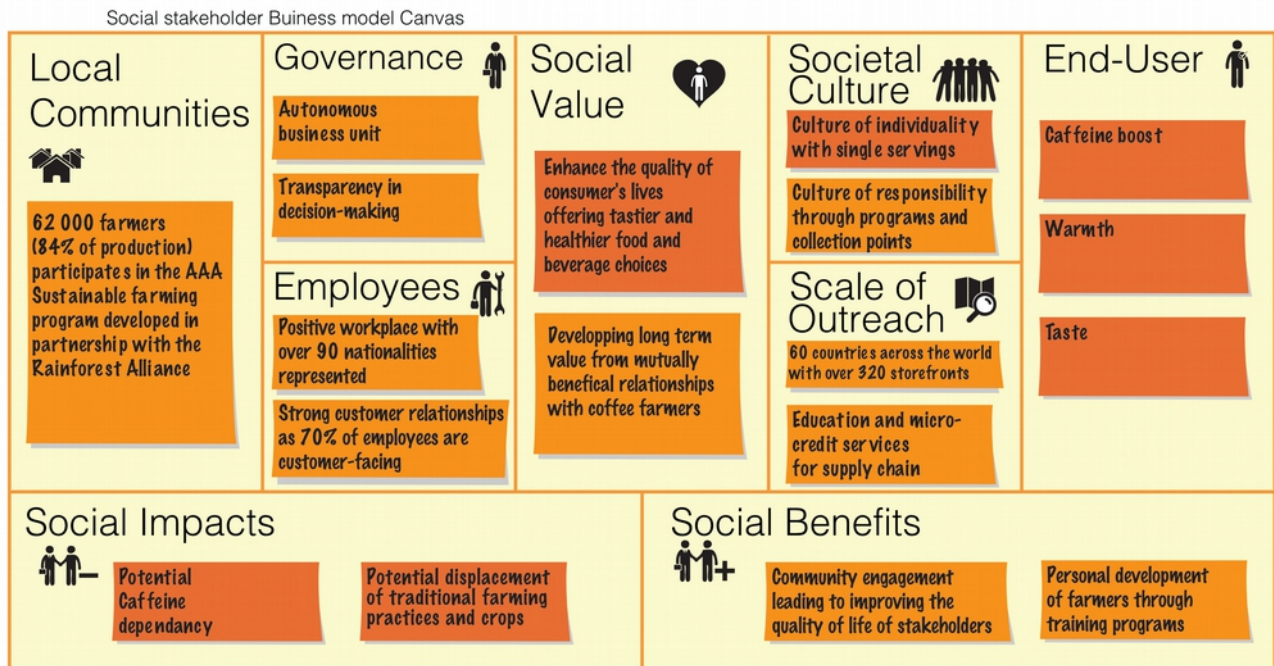 Social stakeholder Buiness model Canvas
Local
Communities
62 000 farmers
(84% of production)
participates in the AAA
Sustainable farming
program developed in
partnership with the
Rainforest Alliance
Governance
Autonomous
business unit
Transparency in
decision-making
Employees
Positive workplace with
over 90 nationalities
represented
Strong customer relationships
as 70% of employees are
customer-facing
Social
Value
Enhance the quality of
consumer's lives
offering tastier and
healthier food and
beverage choices
Developping long term
value from mutually
benefical relationships
with coffee farmers
Societal
Culture
Culture of individuality
with single servings
Culture of responsibility
through programs and
collection points
Scale of
Outreach
60 countries across the world
with over 320 storefronts
Education and micro-
credit services
for supply chain
End-User
Caffeine boost
Warmth
Taste
Social Impacts
Potential
Caffeine
dependancy
Potential displacement
of traditional farming
practices and crops
Social Benefits
Community engagement
leading to improving the
quality of life of stakeholders
Personal development
of farmers through
training programs